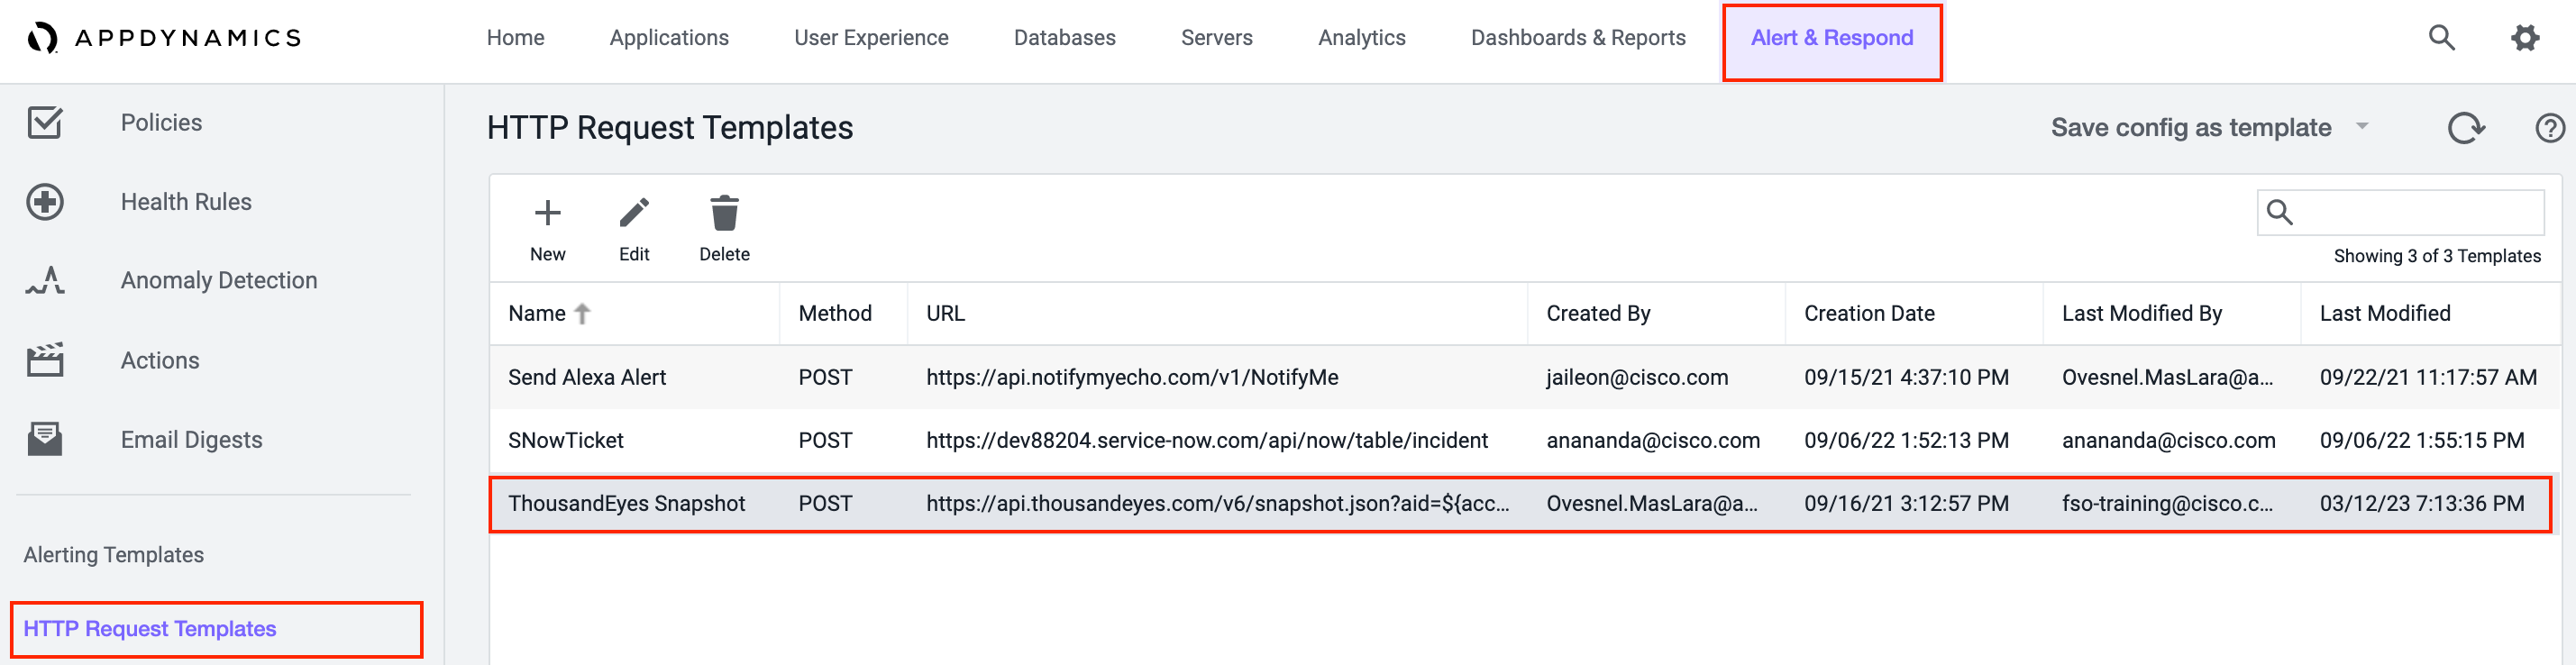 APPDYNAMICS Home Applications User Experience Databases Servers Analytics Dashboards & Reports Alert & Respond
Policies
Health Rules
Anomaly Detection
Actions
Email Digests
Alerting Templates
HTTP Request Templates
HTTP Request Templates Save config as template
New Edit Delete
Showing 3 of 3 Templates
Name Method URL Created By Creation Date Last Modified By Last Modified
Send Alexa Alert POST https://api.notifymyecho.com/v1/NotifyMe jaileon@cisco.com 09/15/21 4:37:10 PM Ovesnel.MasLara@a... 09/22/21 11:17:57 AM
SNowTicket POST https://dev88204.service-now.com/api/now/table/incident anananda@cisco.com 09/06/22 1:52:13 PM anananda@cisco.com 09/06/22 1:55:15 PM
ThousandEyes Snapshot POST https://api.thousandeyes.com/v6/snapshot.json?aid=${acc... Ovesnel.MasLara@a... 09/16/21 3:12:57 PM fso-training@cisco.c... 03/12/23 7:13:36 PM